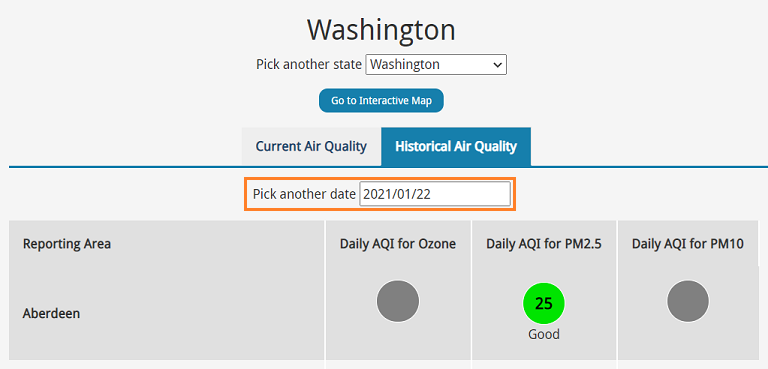 Washington
Pick another state Washington
Go to Interactive Map
Current Air Quality Historical Air Quality
Pick another date 2021/01/22
Reporting Area Daily AQI for Ozone Daily AQI for PM2.5 Daily AQI for PM10
Aberdeen 25
Good